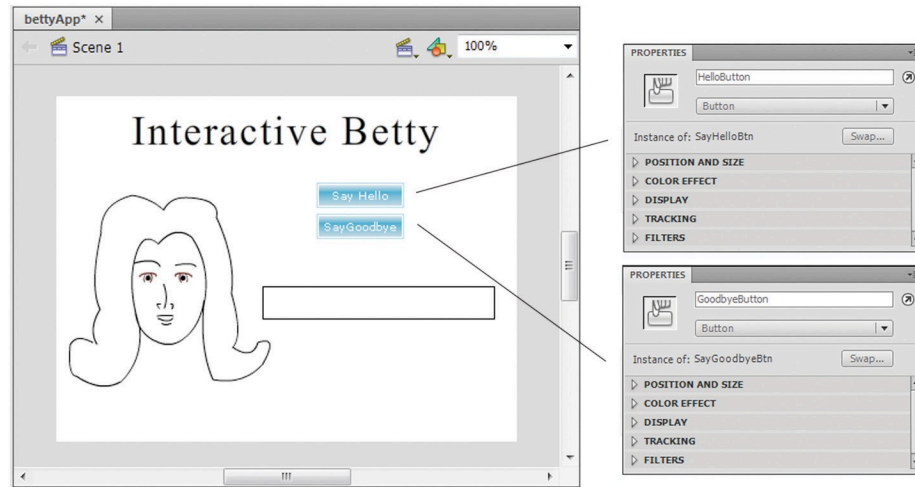 bettyApp* ×
Scene 1
100%
Interactive Betty
Say Hello
SayGoodbye
PROPERTIES
HelloButton
Button
Instance of: SayHelloBtn
Swap...
POSITION AND SIZE
COLOR EFFECT
DISPLAY
TRACKING
FILTERS
PROPERTIES
GoodbyeButton
Button
Instance of: SayGoodbyeBtn
Swap...
POSITION AND SIZE
COLOR EFFECT
DISPLAY
TRACKING
FILTERS